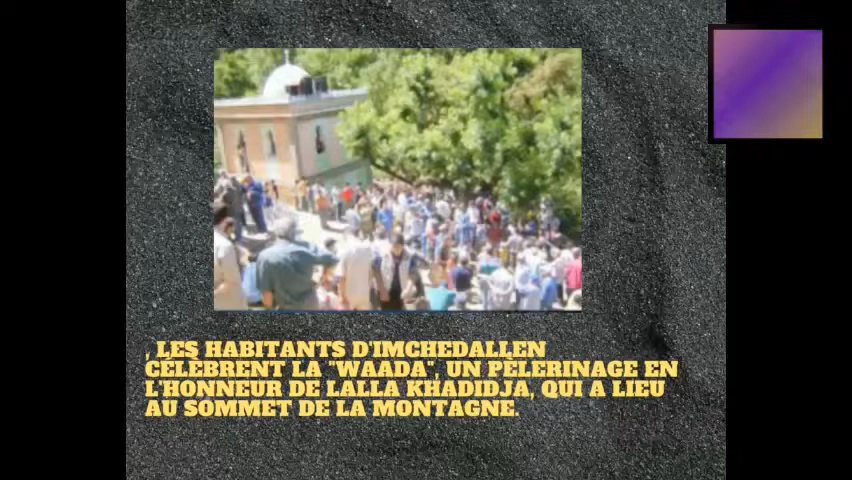 , LES HABITANTS D'IMCHEDALLEN
CÉLÈBRENT LA "WAADA", UN PÈLERINAGE EN
L'HONNEUR DE LALLA KHADIDJA, QUI A LIEU
AU SOMMET DE LA MONTAGNE.